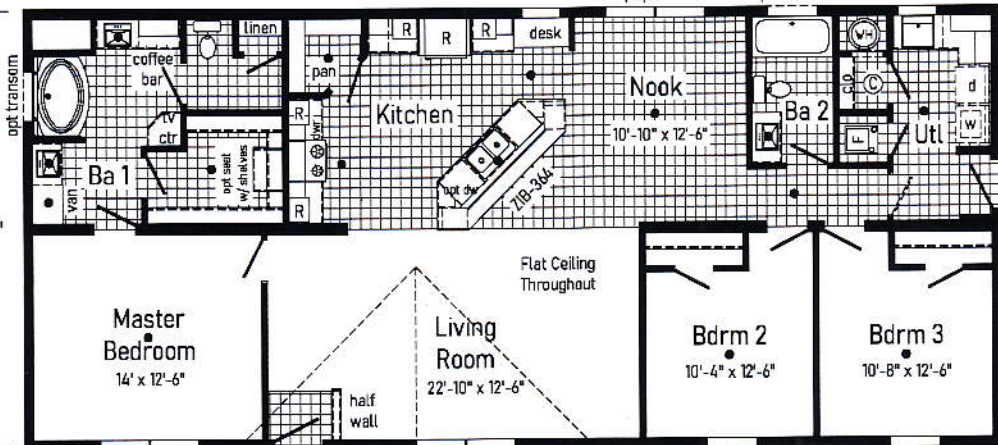 opt transom
coffee
bar
linen
tv
ctr
opt seat
w/ shelves
Ba 1
van
pan
R
R
R
desk
R
dwr
R
Kitchen
opt dw
ZIB-364
Nook
10'-10" x 12'-6"
Ba 2
WH
C
F
Utl
d
w
Master
Bedroom
14' x 12'-6"
Living
Room
22'-10" x 12'-6"
half
wall
Flat Ceiling
Throughout
Bdrm 2
10'-4" x 12'-6"
Bdrm 3
10'-8" x 12'-6"